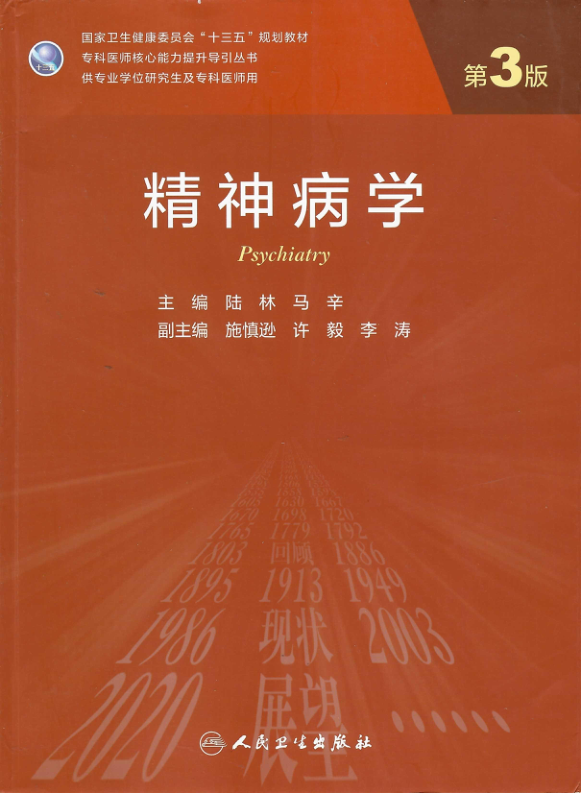 国家卫生健康委员会“十三五”规划教材
专科医师核心能力提升导引丛书
供专业学位研究生及专科医师用
十三五
第3版
精神病学
Psychiatry
主 编 陆 林 马 辛
副主编 施慎逊 许 毅 李 涛
1765 1779 1792
1803 回顾 1886
1895 1913 1949
1986 现状 2003
2020 展望 ······
人民卫生出版社